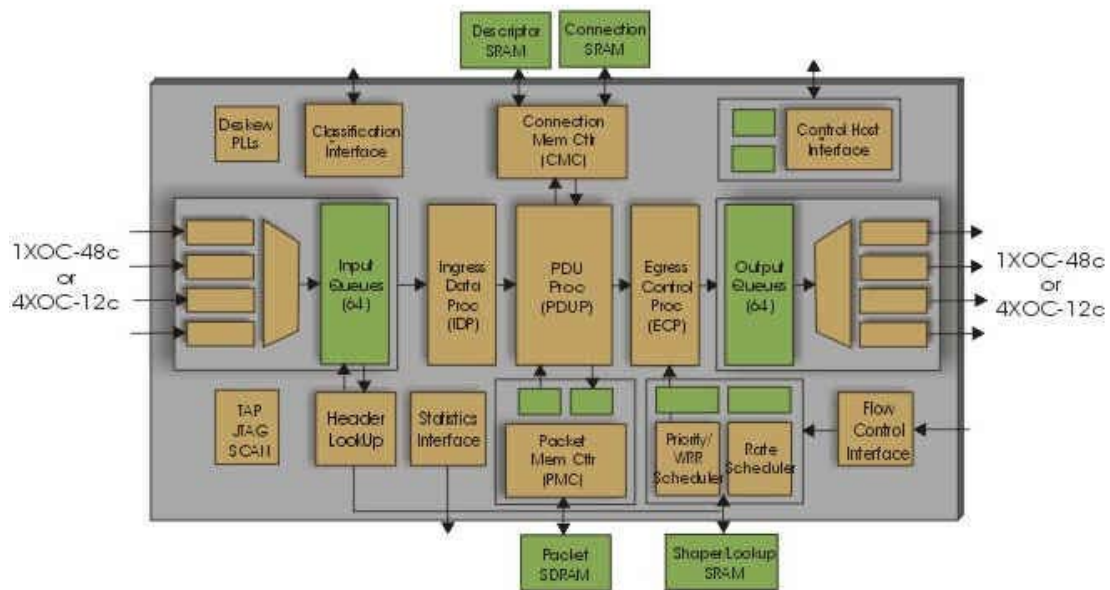 Descriptor
SRAM
Connection
SRAM
Deskew
PLLs
Classification
Interface
Connection
Mem Ctlr
(CMC)
Control Host
Interface
1XOC-48c
or
4XOC-12c
Input
Queues
(64)
Ingress
Data
Proc
(IDP)
PDU
Proc
(PDUP)
Egress
Control
Proc
(ECP)
Output
Queues
(64)
1XOC-48c
or
4XOC-12c
TAP
JTAG
SCAN
Header
LookUp
Statistics
Interface
Packet
Mem Ctlr
(PMC)
Priority/
WRR
Scheduler
Rate
Scheduler
Flow
Control
Interface
Packet
SDRAM
Shaper/Lookup
SRAM